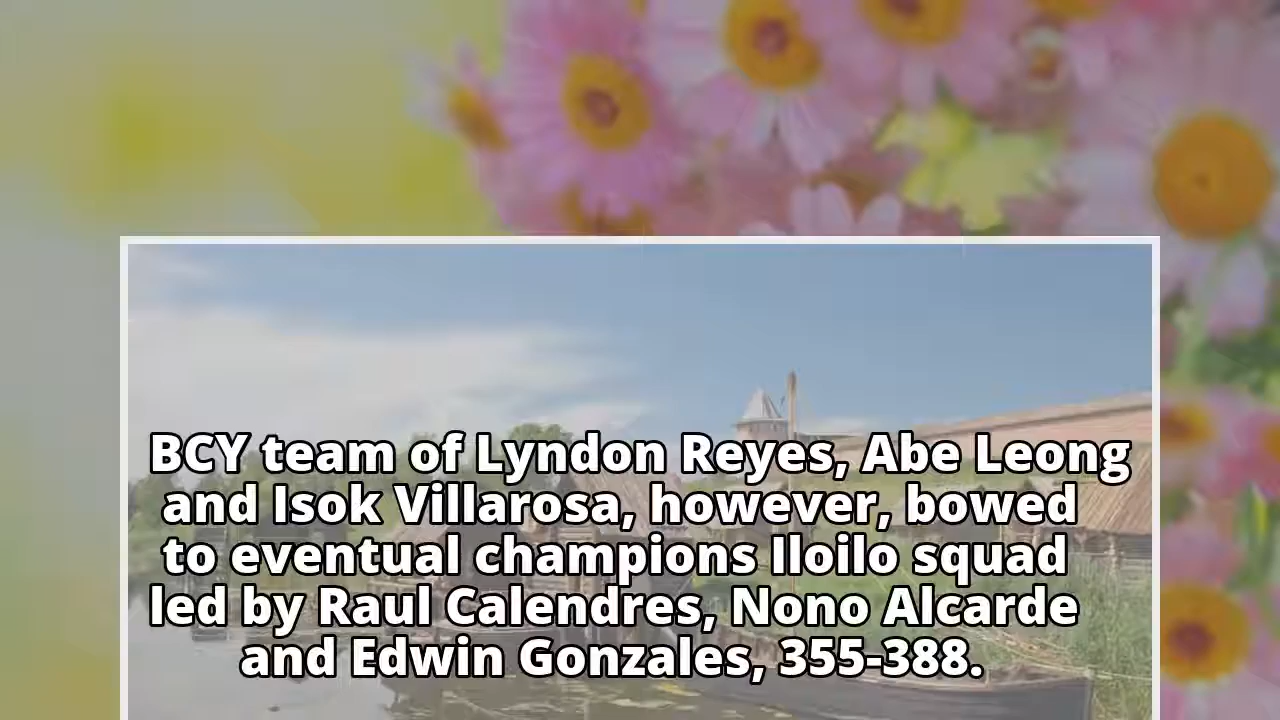 BCY team of Lyndon Reyes, Abe Leong
and Isok Villarosa, however, bowed
to eventual champions Iloilo squad
led by Raul Calendres, Nono Alcarde
and Edwin Gonzales, 355-388.